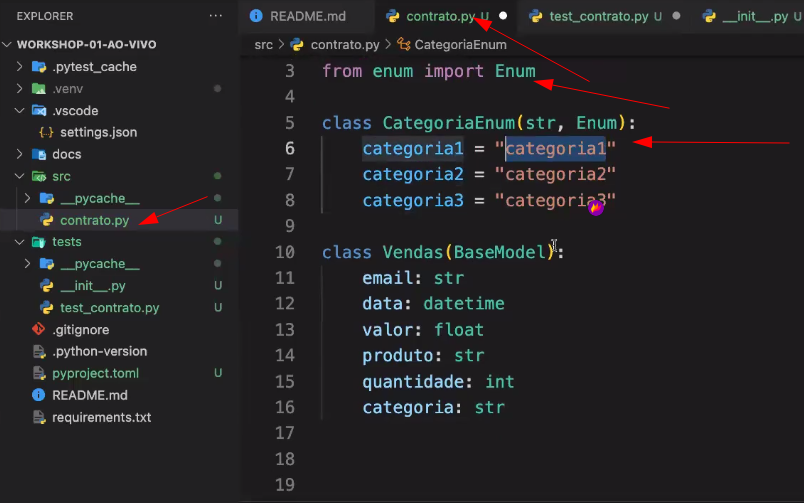 EXPLORER
WORKSHOP-01-AO-VIVO
.pytest_cache
.venv
.vscode
{.} settings.json
docs
src
__pycache__
contrato.py U
tests
__pycache__
__init__.py U
test_contrato.py U
.gitignore
.python-version
pyproject.toml U
README.md
requirements.txt
README.md
contrato.py U
test_contrato.py U
__init__.py U
src > contrato.py > CategoriaEnum
3 from enum import Enum
4
5 class CategoriaEnum(str, Enum):
6 categoria1 = "categoria1"
7 categoria2 = "categoria2"
8 categoria3 = "categoria3"
9
10 class Vendas(BaseModel):
11 email: str
12 data: datetime
13 valor: float
14 produto: str
15 quantidade: int
16 categoria: str
17
18
19